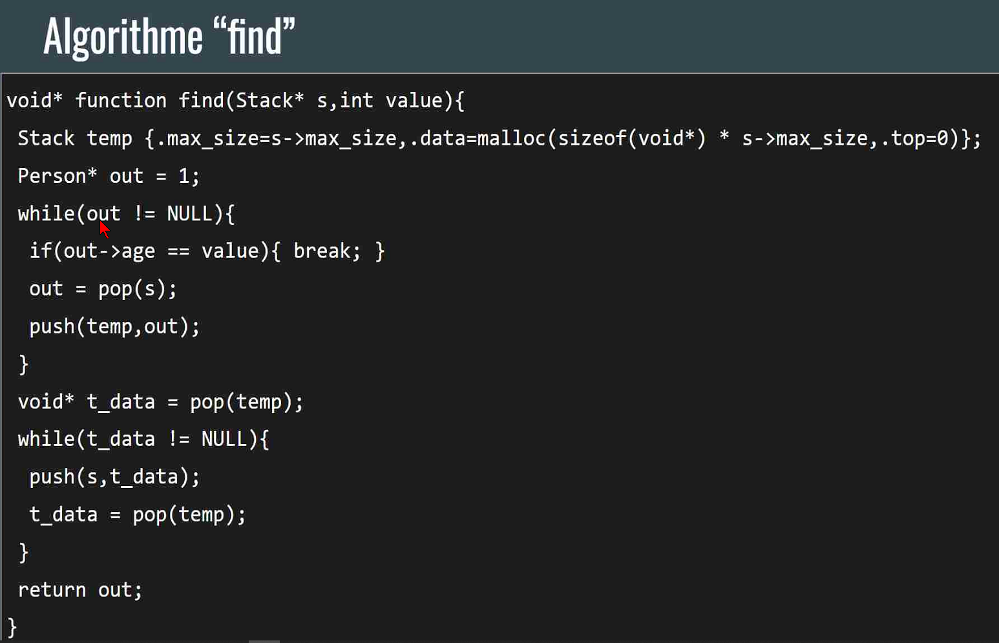 Algorithme “find”
void* function find(Stack* s,int value){
Stack temp {.max_size=s->max_size,.data=malloc(sizeof(void*) * s->max_size,.top=0)};
Person* out = 1;
while(out != NULL){
if(out->age == value){ break; }
out = pop(s);
push(temp,out);
}
void* t_data = pop(temp);
while(t_data != NULL){
push(s,t_data);
t_data = pop(temp);
}
return out;
}